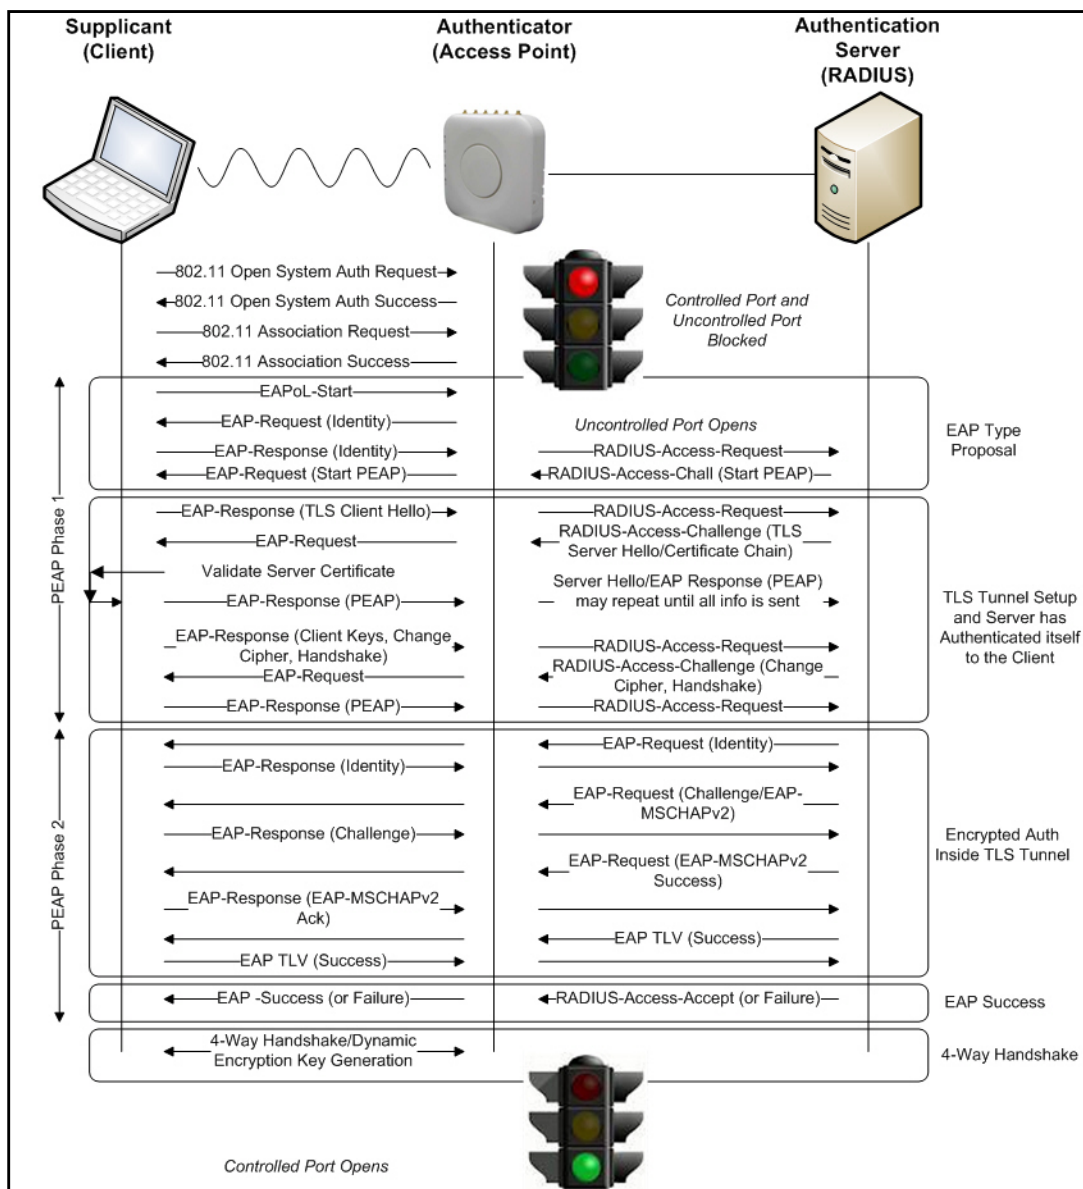 Supplicant
(Client)
Authenticator
(Access Point)
Authentication
Server
(RADIUS)
802.11 Open System Auth Request
802.11 Open System Auth Success
802.11 Association Request
802.11 Association Success
Controlled Port and
Uncontrolled Port
Blocked
PEAP Phase 1
EAPoL-Start
EAP-Request (Identity)
Uncontrolled Port Opens
EAP-Response (Identity)
RADIUS-Access-Request
EAP-Request (Start PEAP)
RADIUS-Access-Chall (Start PEAP)
EAP Type
Proposal
EAP-Response (TLS Client Hello)
RADIUS-Access-Request
EAP-Request
RADIUS-Access-Challenge (TLS
Server Hello/Certificate Chain)
Validate Server Certificate
EAP-Response (PEAP)
Server Hello/EAP Response (PEAP)
may repeat until all info is sent
EAP-Response (Client Keys, Change
Cipher, Handshake)
RADIUS-Access-Request
EAP-Request
RADIUS-Access-Challenge (Change
Cipher, Handshake)
EAP-Response (PEAP)
RADIUS-Access-Request
TLS Tunnel Setup
and Server has
Authenticated itself
to the Client
PEAP Phase 2
EAP-Request (Identity)
EAP-Response (Identity)
EAP-Request (Challenge/EAP-
MSCHAPv2)
EAP-Response (Challenge)
EAP-Request (EAP-MSCHAPv2
Success)
EAP-Response (EAP-MSCHAPv2
Ack)
EAP TLV (Success)
EAP TLV (Success)
Encrypted Auth
Inside TLS Tunnel
EAP -Success (or Failure)
RADIUS-Access-Accept (or Failure)
EAP Success
4-Way Handshake/Dynamic
Encryption Key Generation
4-Way Handshake
Controlled Port Opens